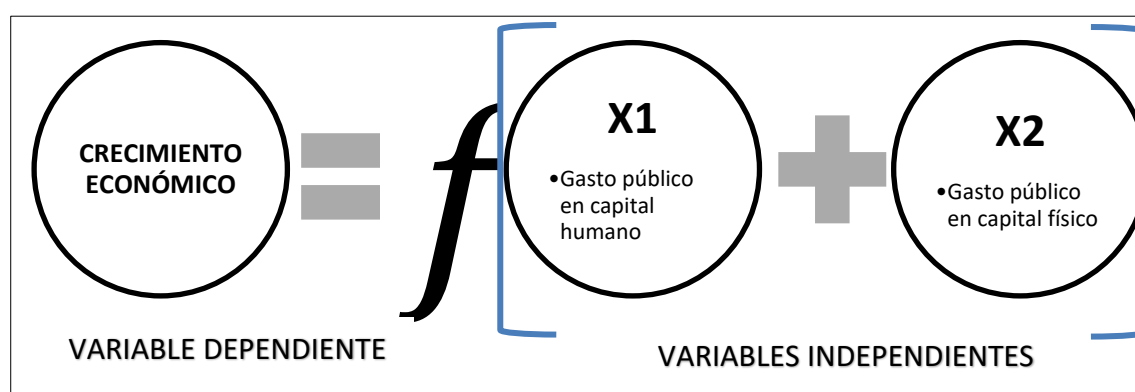 CRECIMIENTO
ECONÓMICO
f
X1
•Gasto público
en capital
humano
X2
•Gasto público
en capital físico
VARIABLE DEPENDIENTE
VARIABLES INDEPENDIENTES